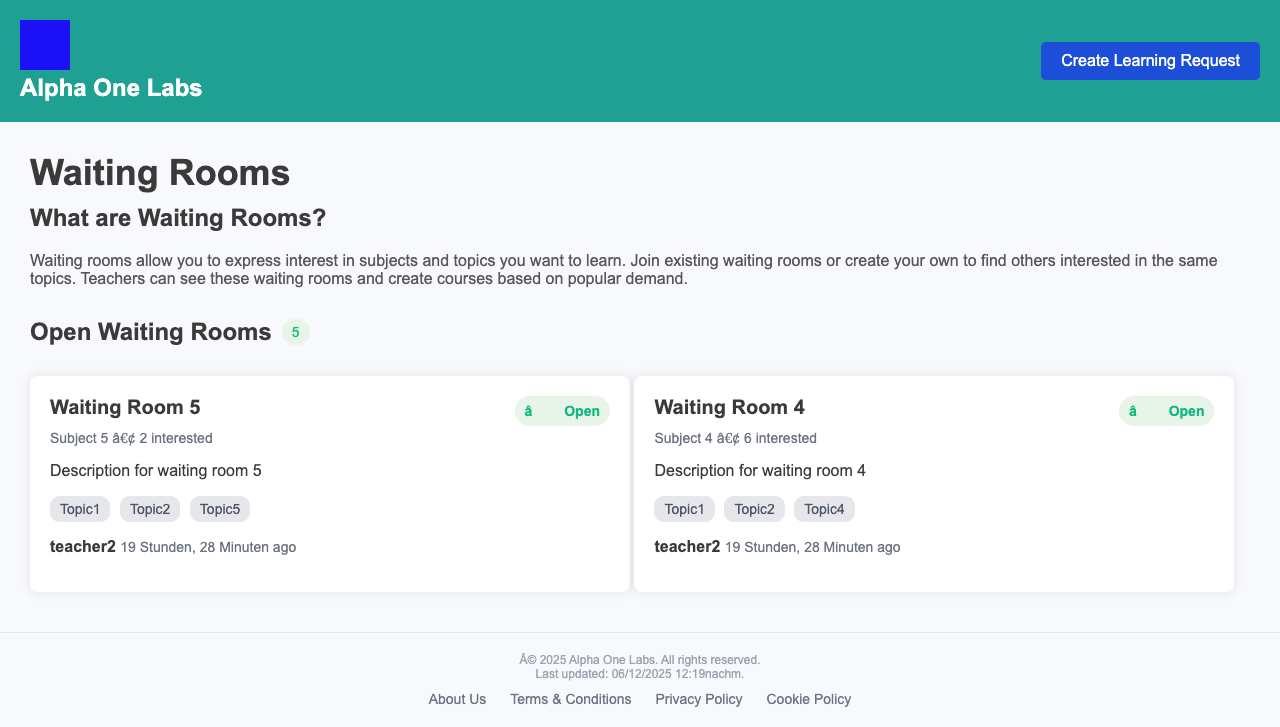 Alpha One Labs
Create Learning Request
Waiting Rooms
What are Waiting Rooms?
Waiting rooms allow you to express interest in subjects and topics you want to learn. Join existing waiting rooms or create your own to find others interested in the same
topics. Teachers can see these waiting rooms and create courses based on popular demand.
Open Waiting Rooms 5
Waiting Room 5
â Open
Subject 5 â€¢ 2 interested
Description for waiting room 5
Topic1 Topic2 Topic5
teacher2 19 Stunden, 28 Minuten ago
Waiting Room 4
â Open
Subject 4 â€¢ 6 interested
Description for waiting room 4
Topic1 Topic2 Topic4
teacher2 19 Stunden, 28 Minuten ago
Â© 2025 Alpha One Labs. All rights reserved.
Last updated: 06/12/2025 12:19nachm.
About Us Terms & Conditions Privacy Policy Cookie Policy